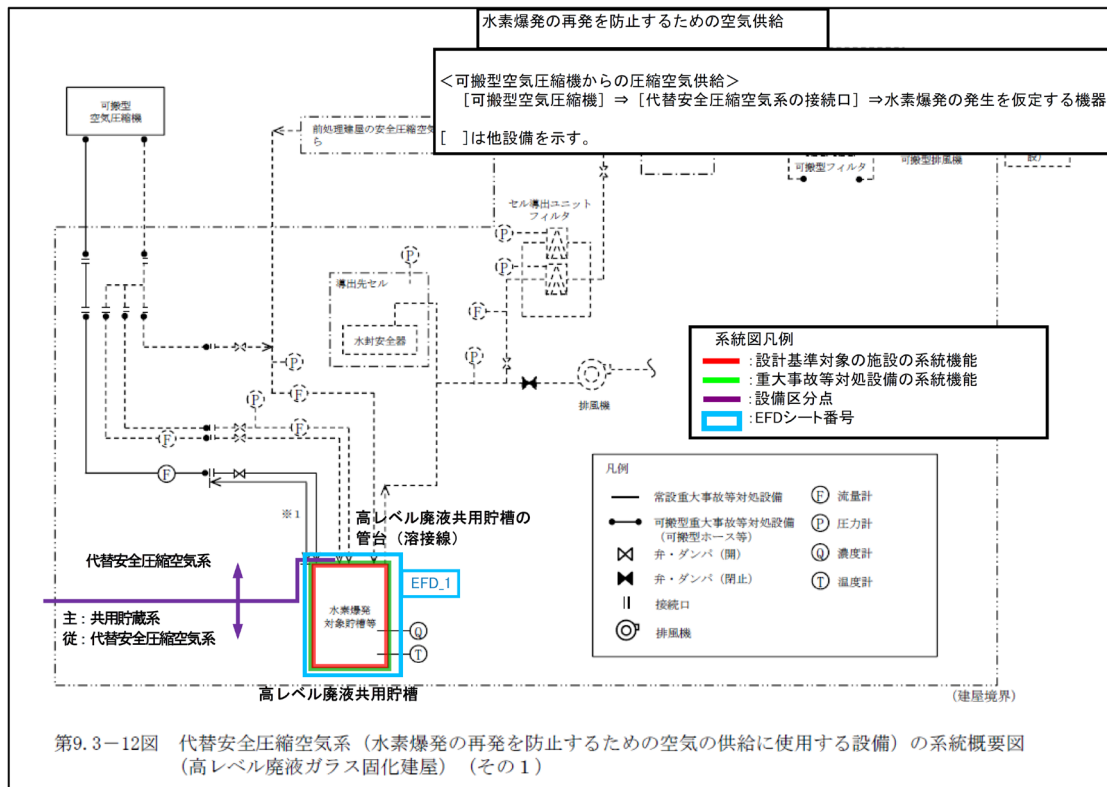 水素爆発の再発を防止するための空気供給
＜可搬型空気圧縮機からの圧縮空気供給＞
[可搬型空気圧縮機] ⇒ [代替安全圧縮空気系の接続口] ⇒水素爆発の発生を仮定する機器
[　]は他設備を示す。
可搬型
空気圧縮機
前処理建屋の安全圧縮空気
ら
可搬型フィルタ
可搬型排風機
設）
セル導出ユニット
フィルタ
P
P
P
導出先セル
水封安全器
F
P
P
排風機
F
P
F
F
F
※１
系統図凡例
：設計基準対象の施設の系統機能
：重大事故等対処設備の系統機能
：設備区分点
：EFDシート番号
凡例
常設重大事故等対処設備
可搬型重大事故等対処設備
（可搬型ホース等）
弁・ダンパ（開）
弁・ダンパ（閉止）
接続口
排風機
F 流量計
P 圧力計
Q 濃度計
T 温度計
高レベル廃液共用貯槽の
管台（溶接線）
代替安全圧縮空気系
主：共用貯蔵系
従：代替安全圧縮空気系
EFD_1
水素爆発
対象貯槽等
Q
T
高レベル廃液共用貯槽
（建屋境界）
第9.3－12図　代替安全圧縮空気系（水素爆発の再発を防止するための空気の供給に使用する設備）の系統概要図
（高レベル廃液ガラス固化建屋）（その１）